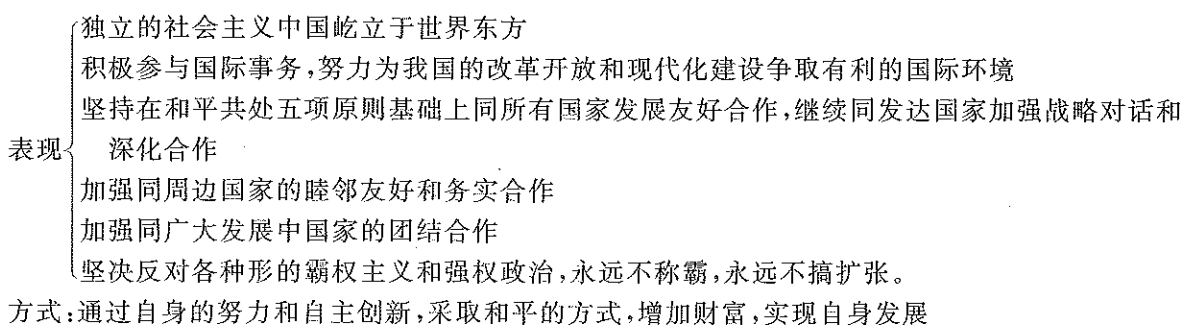 独立的社会主义中国屹立于世界东方
积极参与国际事务,努力为我国的改革开放和现代化建设争取有利的国际环境
坚持在和平共处五项原则基础上同所有国家发展友好合作,继续同发达国家加强战略对话和
表现 深化合作
加强同周边国家的睦邻友好和务实合作
加强同广大发展中国家的团结合作
坚决反对各种形的霸权主义和强权政治,永远不称霸,永远不搞扩张。
方式:通过自身的努力和自主创新,采取和平的方式,增加财富,实现自身发展